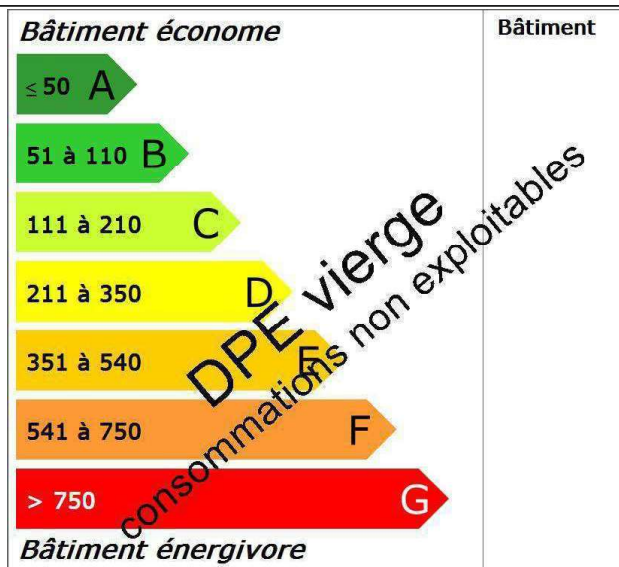 Bâtiment économe
Bâtiment
≤ 50 A
51 à 110 B
111 à 210 C
211 à 350 D
351 à 540 E
541 à 750 F
> 750 G
Bâtiment énergivore
DPE vierge
consommations non exploitables